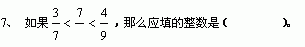 7、 如果 3/7 < 7/ < 4/9 ，那么应填的整数是（ ）。